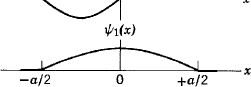 x
ψ₁(x)
−a/2 0 +a/2 x